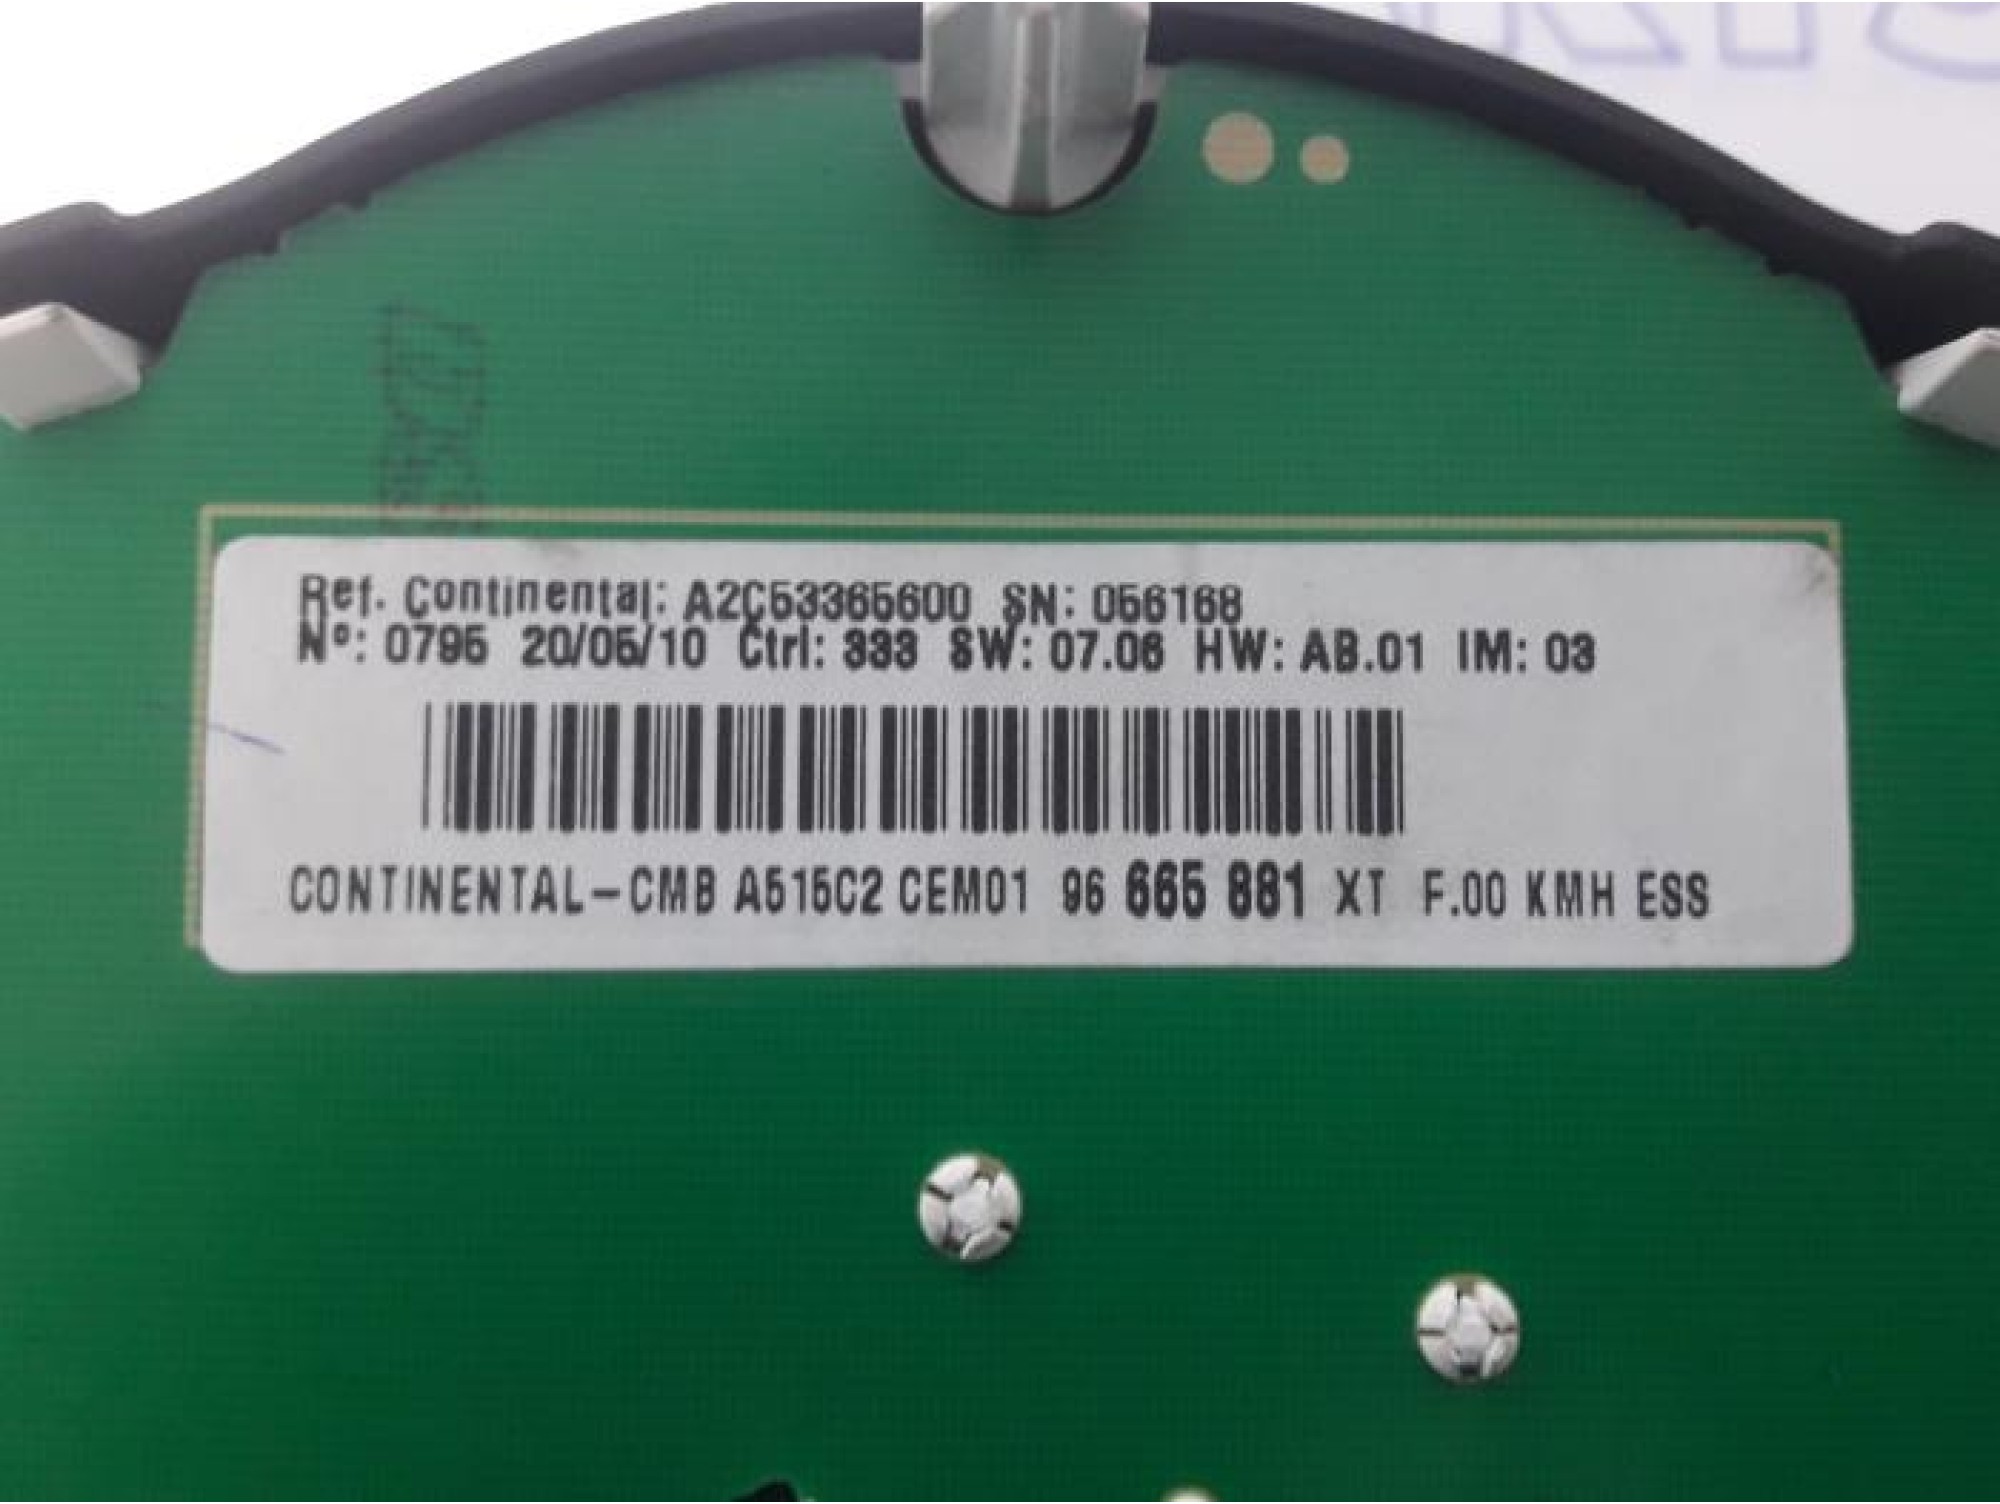 Ref. Continental: A2C53365600 SN: 056168
Nº: 0795 20/05/10 Ctrl: 333 SW: 07.06 HW: AB.01 IM: 03
CONTINENTAL-CMB A515C2 CEM01 96 665 881 XT F.00 KMH ESS